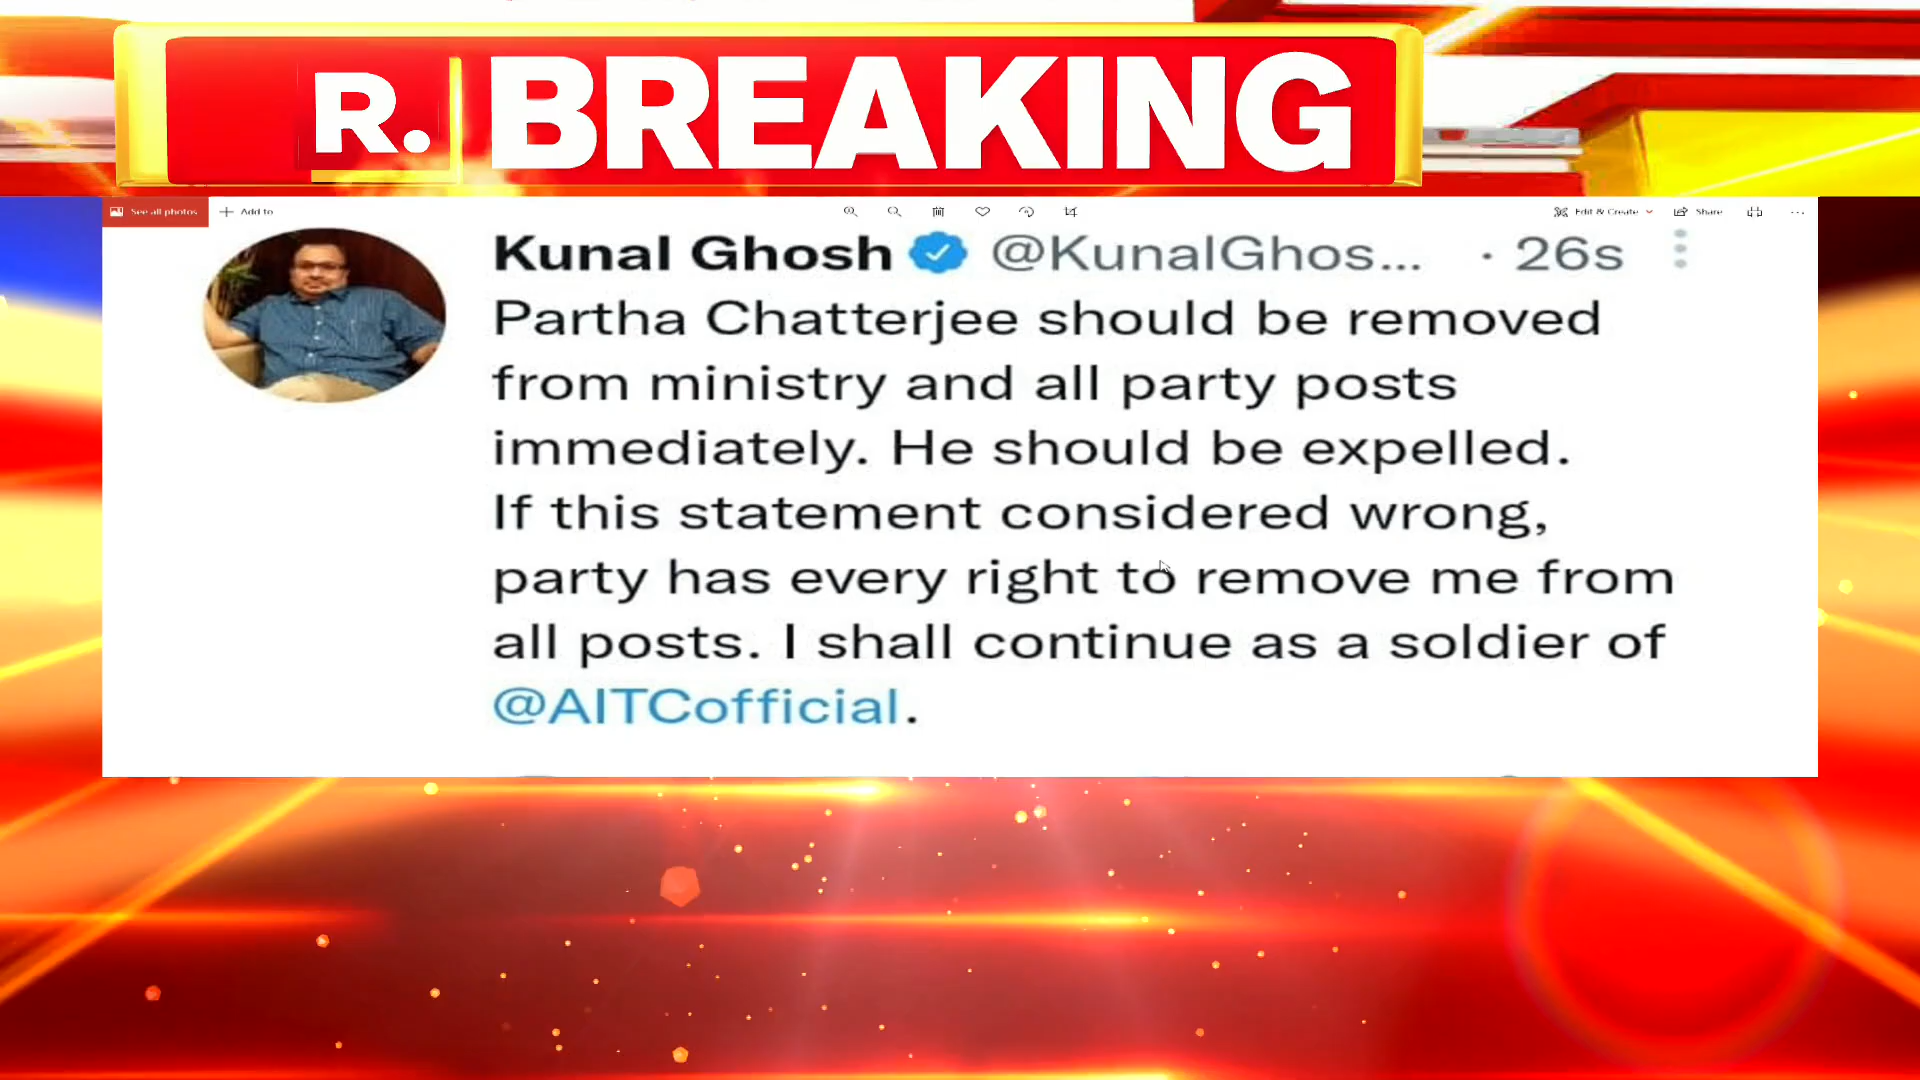 R. BREAKING
See all photos + Add to Edit & Create Share
Kunal Ghosh @KunalGhos... · 26s
Partha Chatterjee should be removed
from ministry and all party posts
immediately. He should be expelled.
If this statement considered wrong,
party has every right to remove me from
all posts. I shall continue as a soldier of
@AITCofficial.